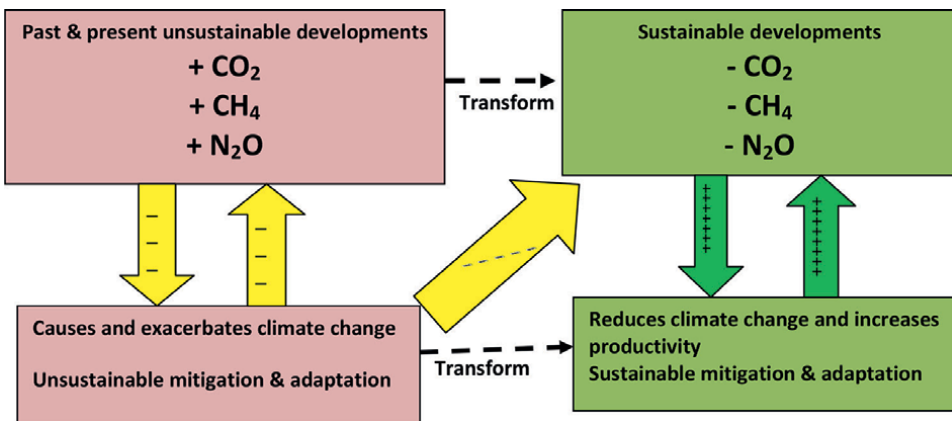 Past & present unsustainable developments
+ CO₂
+ CH₄
+ N₂O
Transform
Sustainable developments
- CO₂
- CH₄
- N₂O
–
–
–
–
–
–
+++++++
++++++++
Causes and exacerbates climate change
Unsustainable mitigation & adaptation
Transform
Reduces climate change and increases
productivity
Sustainable mitigation & adaptation